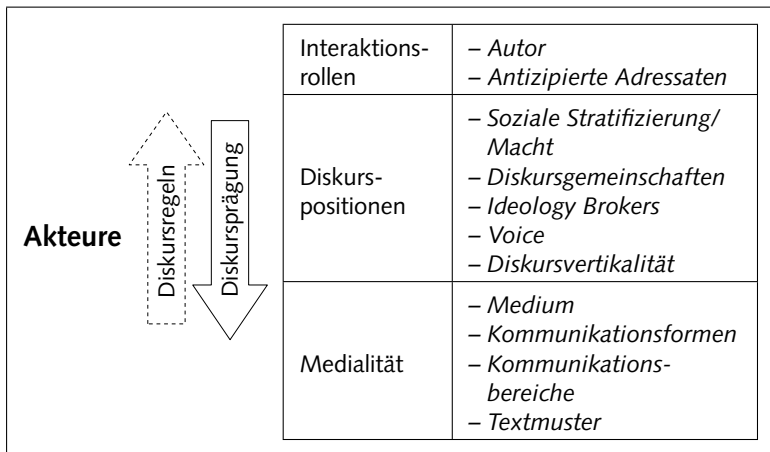 Akteure
Diskursregeln
Diskursprägung
Interaktions-
rollen
– Autor
– Antizipierte Adressaten
Diskurs-
positionen
– Soziale Stratifizierung/
Macht
– Diskursgemeinschaften
– Ideology Brokers
– Voice
– Diskursvertikalität
Medialität
– Medium
– Kommunikationsformen
– Kommunikations-
bereiche
– Textmuster